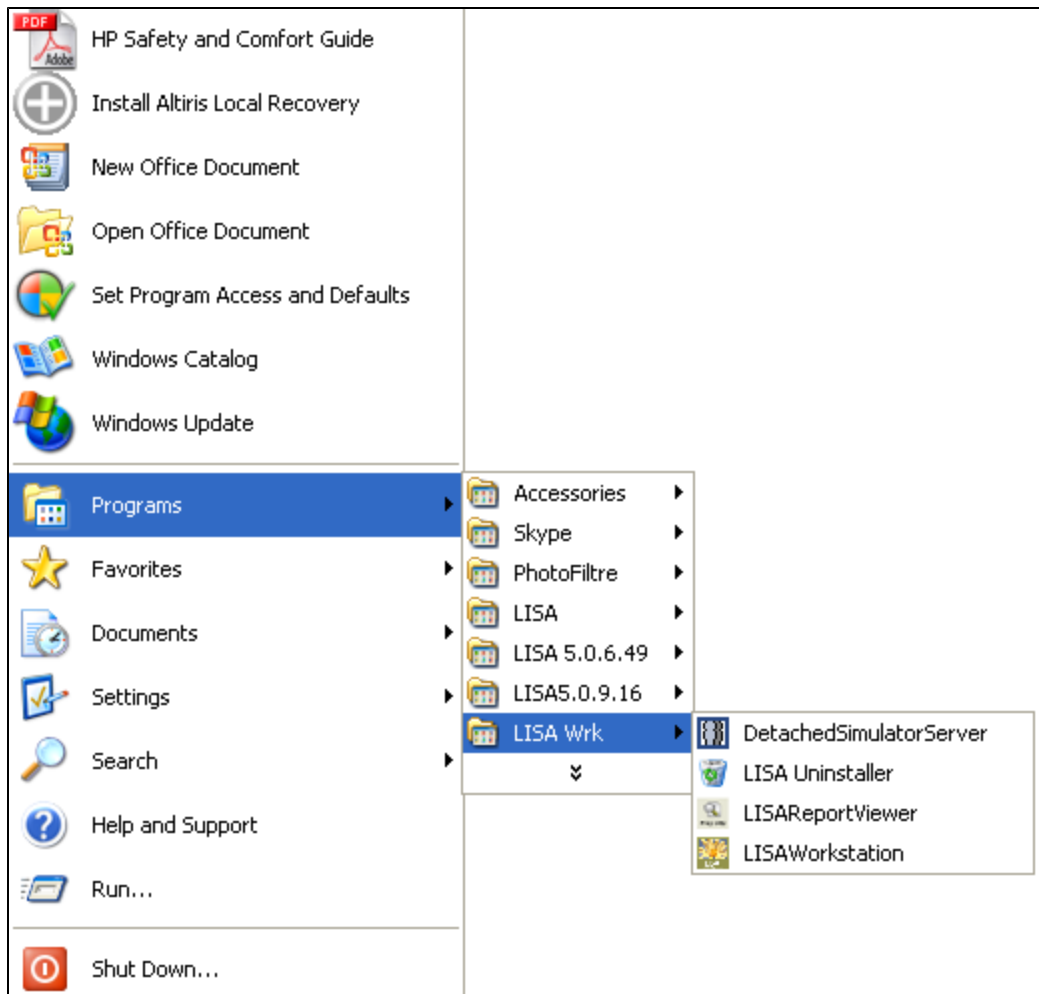 PDF
Adobe
HP Safety and Comfort Guide
Install Altiris Local Recovery
New Office Document
Open Office Document
Set Program Access and Defaults
Windows Catalog
Windows Update
Programs
Favorites
Documents
Settings
Search
Help and Support
Run...
Shut Down...
Accessories
Skype
PhotoFiltre
LISA
LISA 5.0.6.49
LISA5.0.9.16
LISA Wrk
DetachedSimulatorServer
LISA Uninstaller
LISAReportViewer
LISAWorkstation